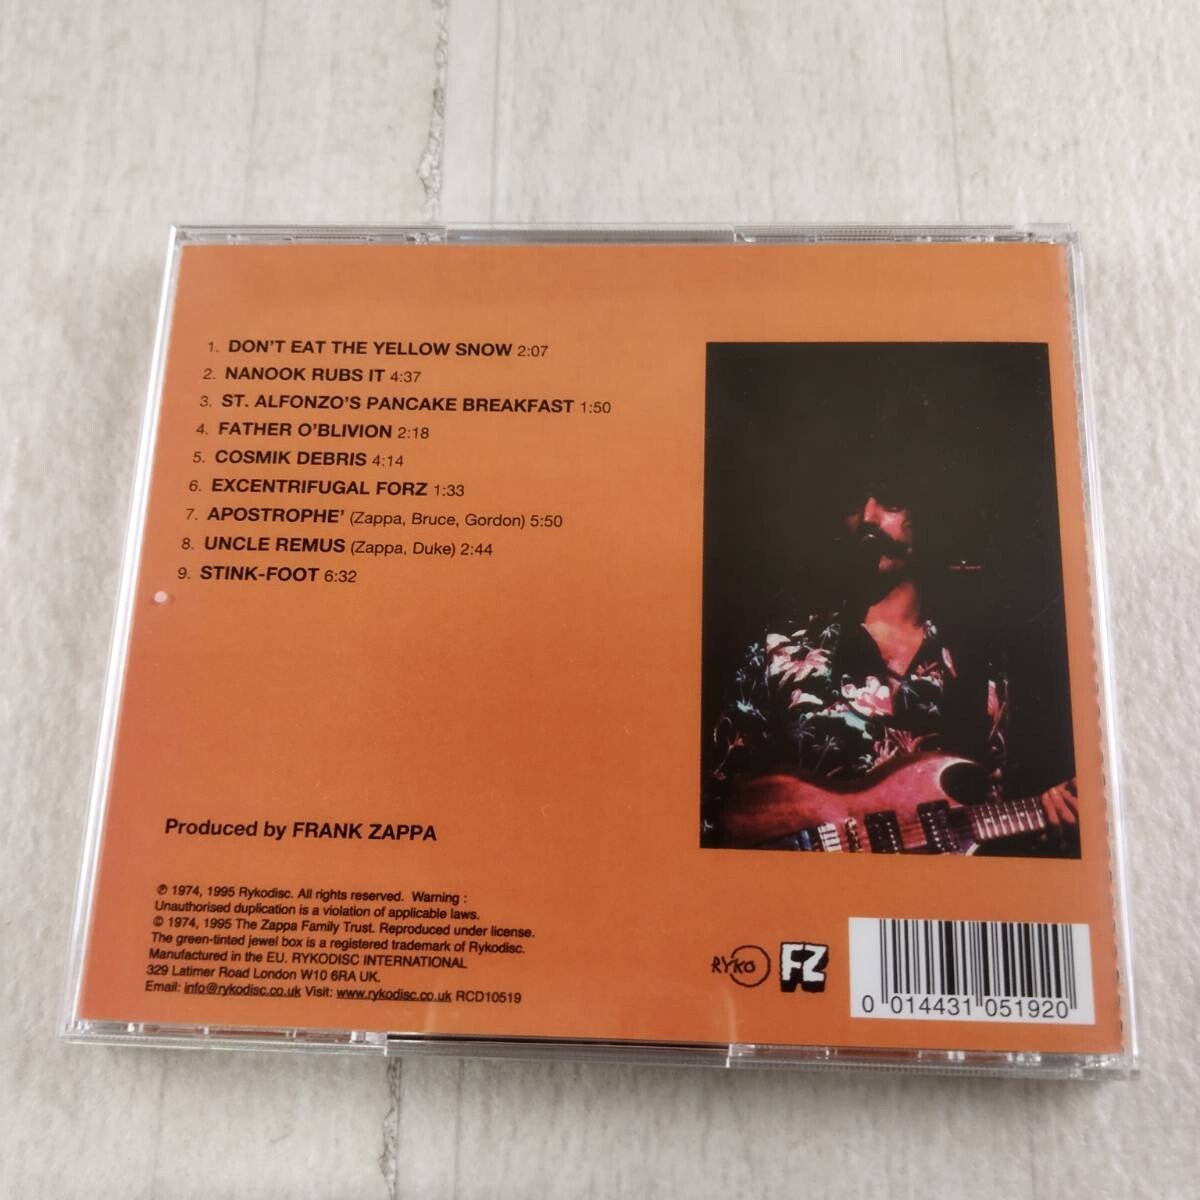 1. DON'T EAT THE YELLOW SNOW 2:07
2. NANOOK RUBS IT 4:37
3. ST. ALFONZO'S PANCAKE BREAKFAST 1:50
4. FATHER O'BLIVION 2:18
5. COSMIK DEBRIS 4:14
6. EXCENTRIFUGAL FORZ 1:33
7. APOSTROPHE' (Zappa, Bruce, Gordon) 5:50
8. UNCLE REMUS (Zappa, Duke) 2:44
9. STINK-FOOT 6:32
Produced by FRANK ZAPPA
℗ 1974, 1995 Rykodisc. All rights reserved. Warning :
Unauthorised duplication is a violation of applicable laws.
© 1974, 1995 The Zappa Family Trust. Reproduced under license.
The green-tinted jewel box is a registered trademark of Rykodisc.
Manufactured in the EU. RYKODISC INTERNATIONAL
329 Latimer Road London W10 6RA UK.
Email: info@rykodisc.co.uk Visit: www.rykodisc.co.uk RCD10519
RYKO
FZ
0 014431 051920